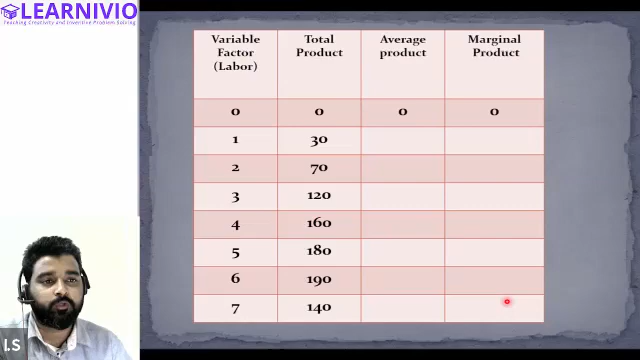 LEARNIVIO
Teaching Creativity and Inventive Problem Solving
Variable Factor (Labor) Total Product Average product Marginal Product
0 0 0 0
1 30
2 70
3 120
4 160
5 180
6 190
7 140
I.S